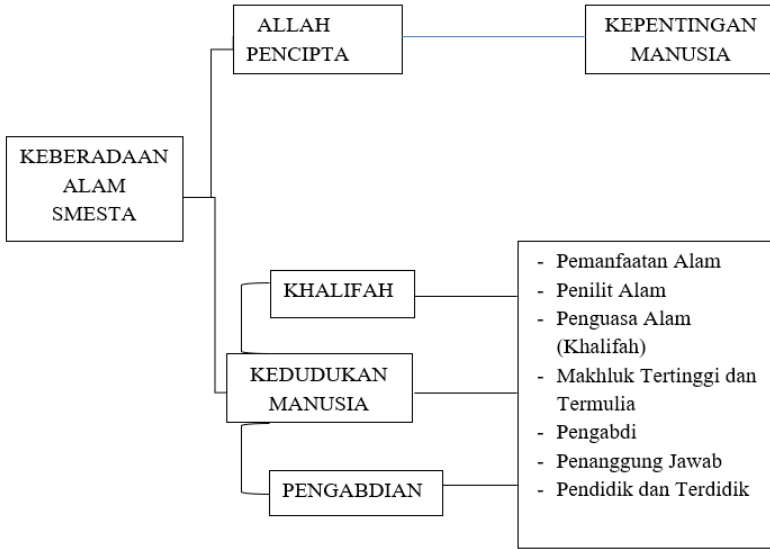 ALLAH
PENCIPTA
KEPENTINGAN
MANUSIA
KEBERADAAN
ALAM
SMESTA
KHALIFAH
KEDUDUKAN
MANUSIA
PENGABDIAN
- Pemanfaatan Alam
- Penilit Alam
- Penguasa Alam
(Khalifah)
- Makhluk Tertinggi dan
Termulia
- Pengabdi
- Penanggung Jawab
- Pendidik dan Terdidik